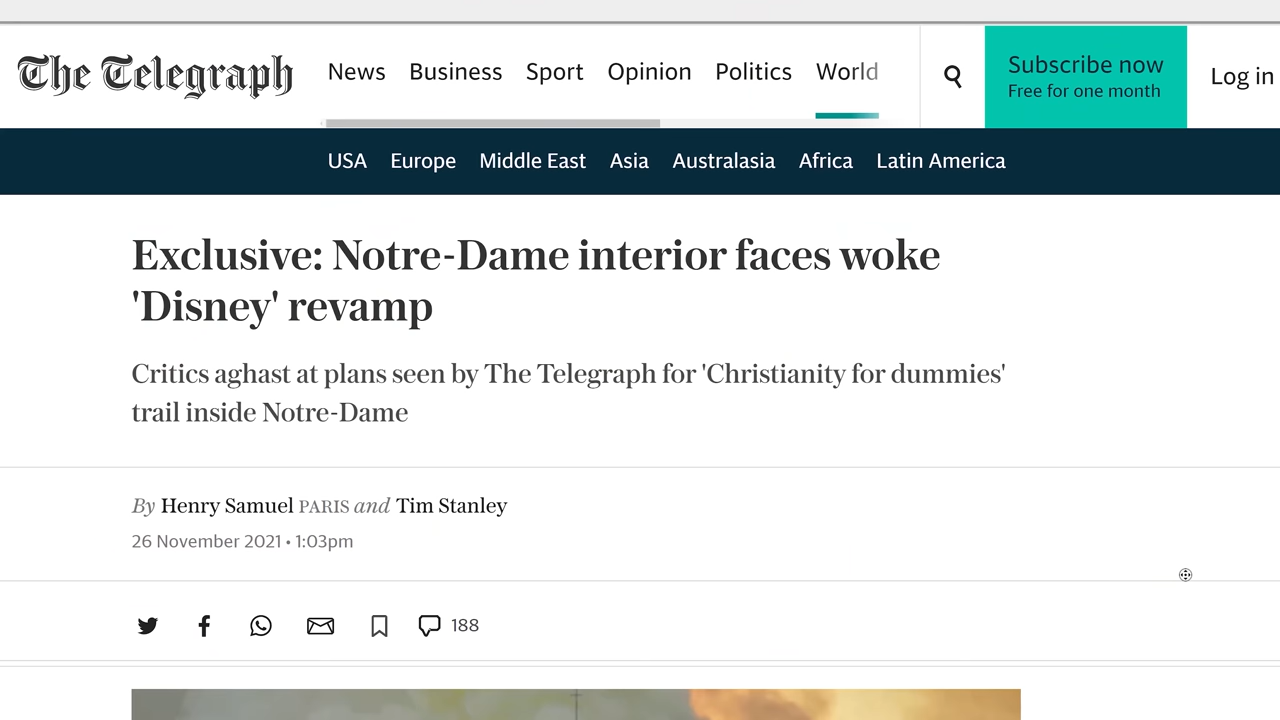 The Telegraph
News Business Sport Opinion Politics World
Subscribe now
Free for one month
Log in
USA Europe Middle East Asia Australasia Africa Latin America
Exclusive: Notre-Dame interior faces woke
'Disney' revamp
Critics aghast at plans seen by The Telegraph for 'Christianity for dummies'
trail inside Notre-Dame
By Henry Samuel PARIS and Tim Stanley
26 November 2021 • 1:03pm
188